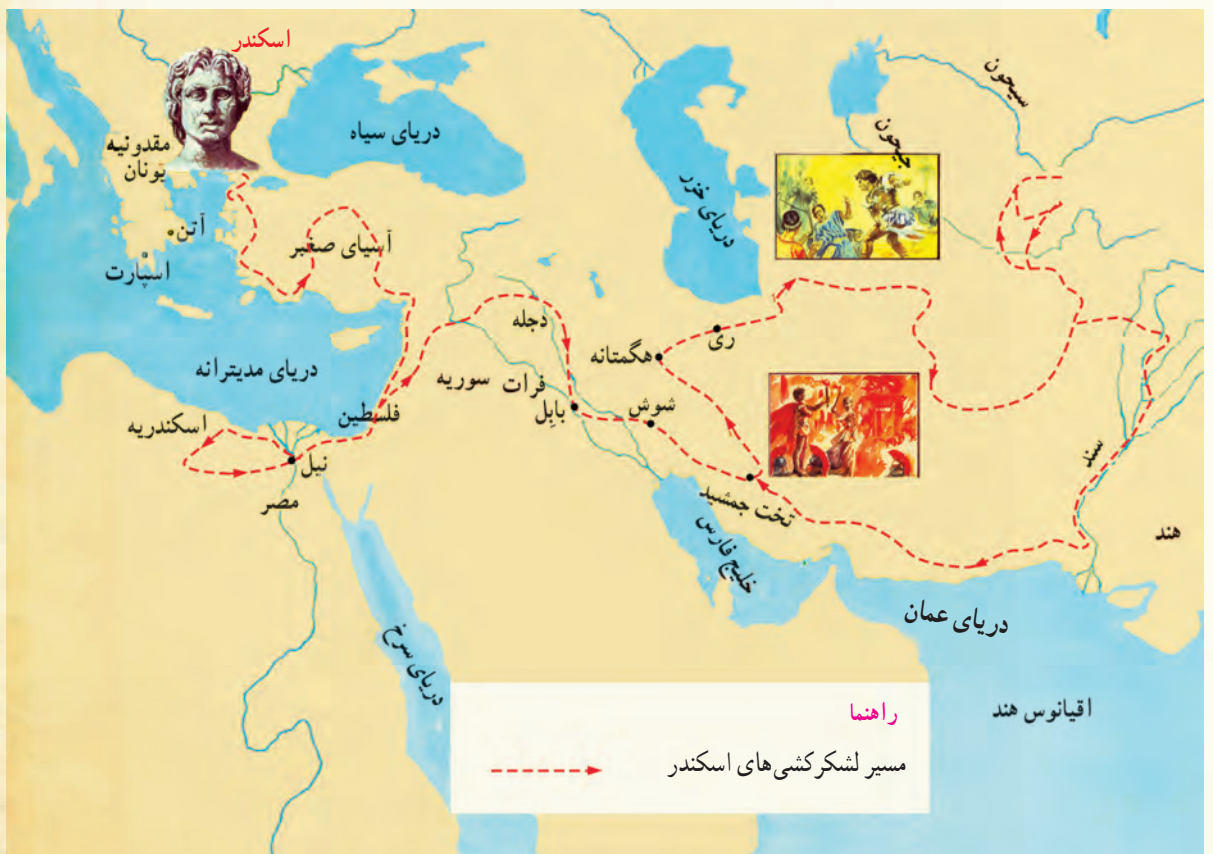 اسکندر
سیحون
جیحون
دریای سیاه
مقدونیه
یونان
دریای خزر
آتن
آسیای صغیر
اسپارت
دجله
ری
هگمتانه
دریای مدیترانه
فرات
سوریه
بابِل
شوش
فلسطین
اسکندریه
سند
نیل
تخت جمشید
مصر
هند
خلیج فارس
دریای عمان
دریای سرخ
اقیانوس هند
راهنما
مسیر لشکرکشی‌های اسکندر